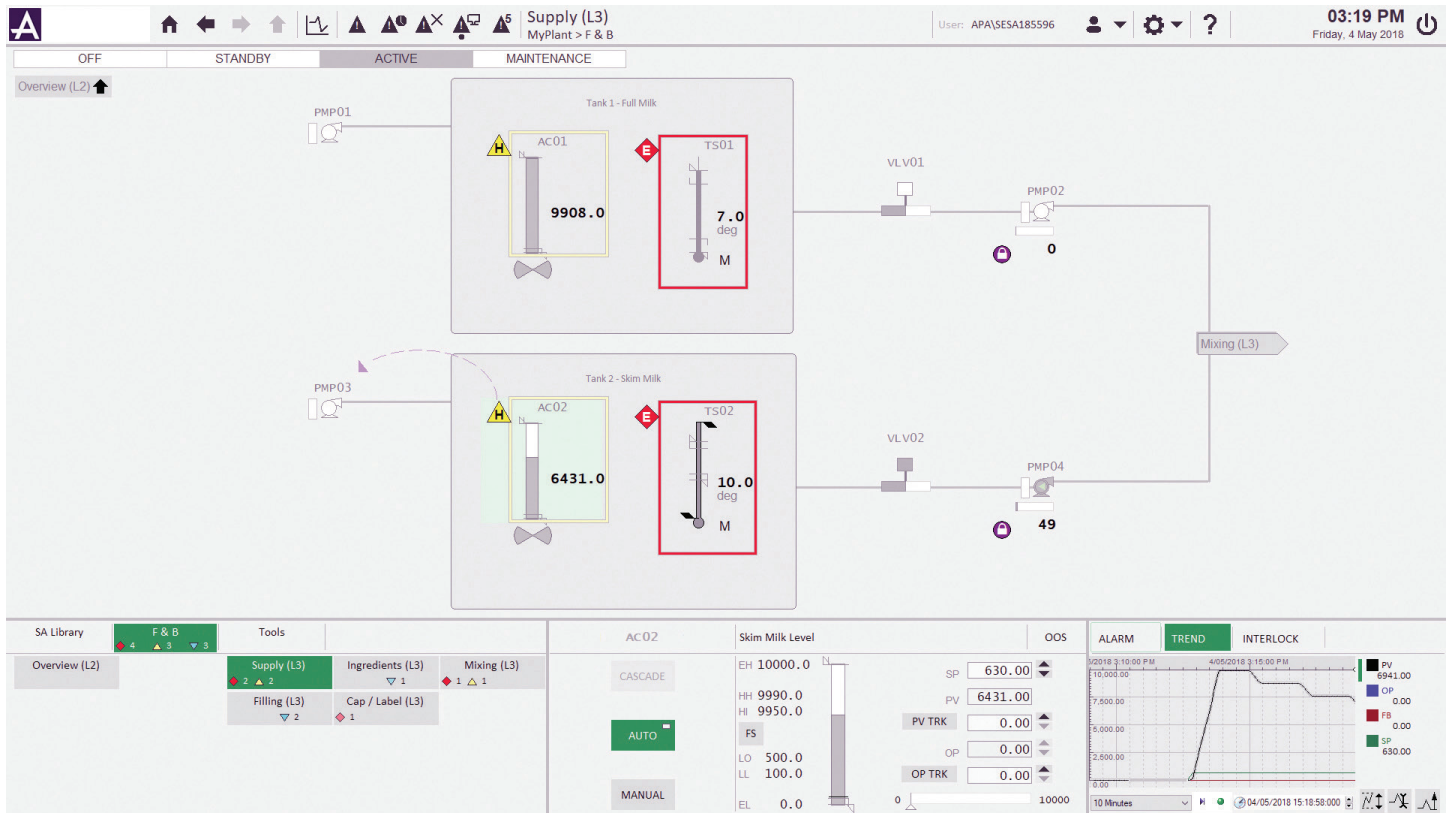 A
5
Supply (L3)
MyPlant > F & B
User: APA\SESA185596
?
03:19 PM
Friday, 4 May 2018
OFF
STANDBY
ACTIVE
MAINTENANCE
Overview (L2)
Tank 1 - Full Milk
PMP01
H
AC01
9908.0
E
TS01
7.0
deg
M
VLV01
PMP02
0
Mixing (L3)
Tank 2 - Skim Milk
PMP03
H
AC02
6431.0
E
TS02
10.0
deg
M
VLV02
PMP04
49
SA Library
F & B
4 3 3
Tools
Overview (L2)
Supply (L3)
2 2
Ingredients (L3)
1
Mixing (L3)
1 1
Filling (L3)
2
Cap / Label (L3)
1
AC02
Skim Milk Level
OOS
CASCADE
AUTO
MANUAL
EH 10000.0
HH 9990.0
HI 9950.0
FS
LO 500.0
LL 100.0
EL 0.0
SP 630.00
PV 6431.00
PV TRK 0.00
OP 0.00
OP TRK 0.00
0 10000
ALARM
TREND
INTERLOCK
/2018 3:10:00 PM
4/05/2018 3:15:00 PM
10,000.00
7,500.00
5,000.00
2,500.00
0.00
PV
6941.00
OP
0.00
FB
0.00
SP
630.00
10 Minutes
04/05/2018 15:18:58:000